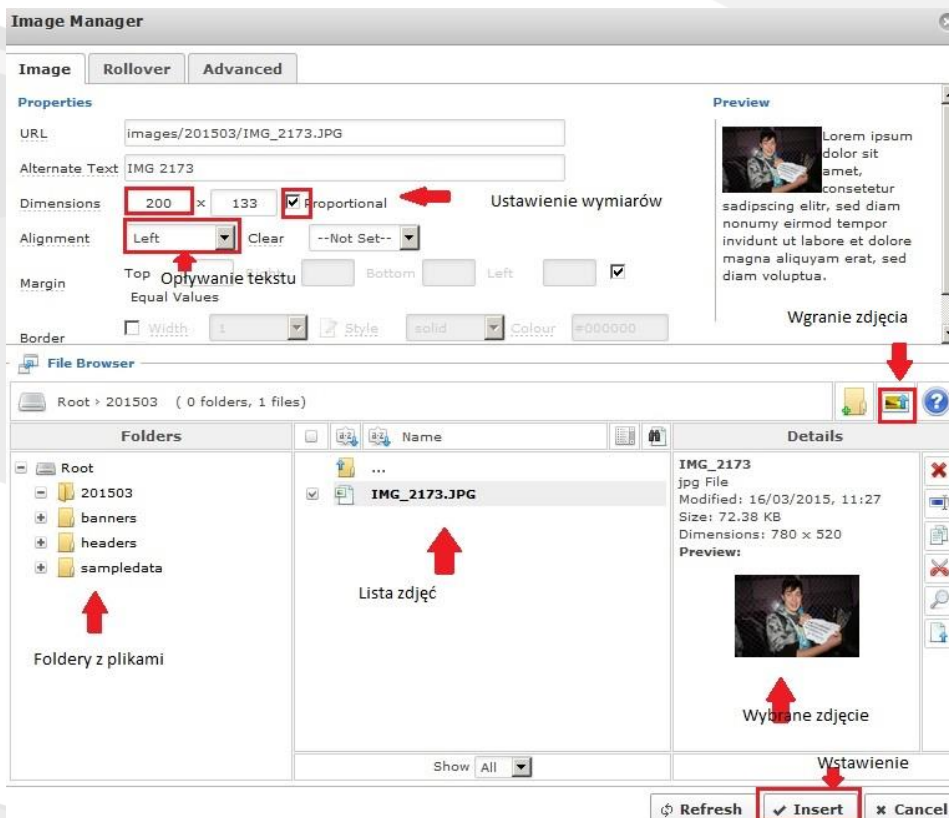 Image Manager
Image Rollover Advanced
Properties
Preview
URL images/201503/IMG_2173.JPG
Alternate Text IMG 2173
Dimensions 200 × 133 Proportional
Ustawienie wymiarów
Alignment Left Clear --Not Set--
Margin Top Right Bottom Left
Opływanie tekstu
Equal Values
Border Width 1 Style solid Colour #000000
Lorem ipsum
dolor sit
amet,
consetetur
sadipscing elitr, sed diam
nonumy eirmod tempor
invidunt ut labore et dolore
magna aliquyam erat, sed
diam voluptua.
Wgranie zdjęcia
File Browser
Root › 201503 ( 0 folders, 1 files)
Folders
Name
Details
Root
201503
banners
headers
sampledata
Foldery z plikami
...
IMG_2173.JPG
Lista zdjęć
IMG_2173
jpg File
Modified: 16/03/2015, 11:27
Size: 72.38 KB
Dimensions: 780 x 520
Preview:
Wybrane zdjęcie
Show All
Wstawienie
Refresh Insert Cancel